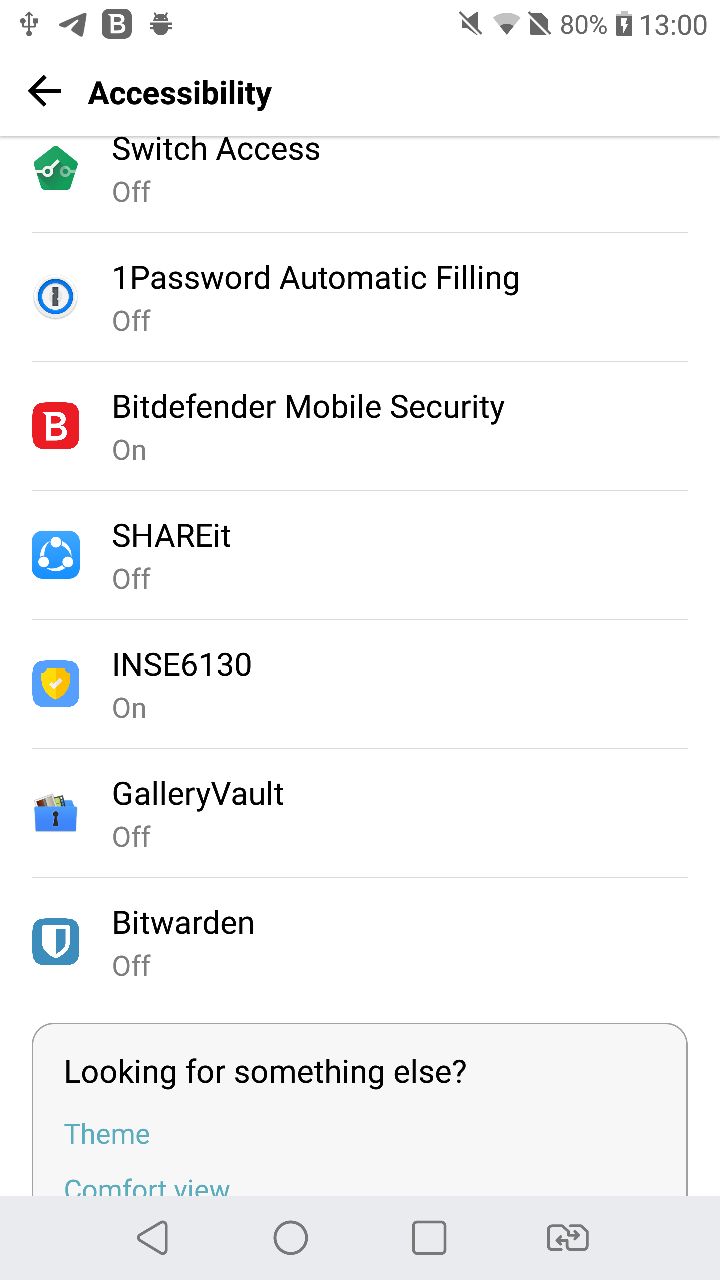 B 80% 13:00
Accessibility
Switch Access
Off
1Password Automatic Filling
Off
B
Bitdefender Mobile Security
On
SHAREit
Off
INSE6130
On
GalleryVault
Off
Bitwarden
Off
Looking for something else?
Theme
Comfort view